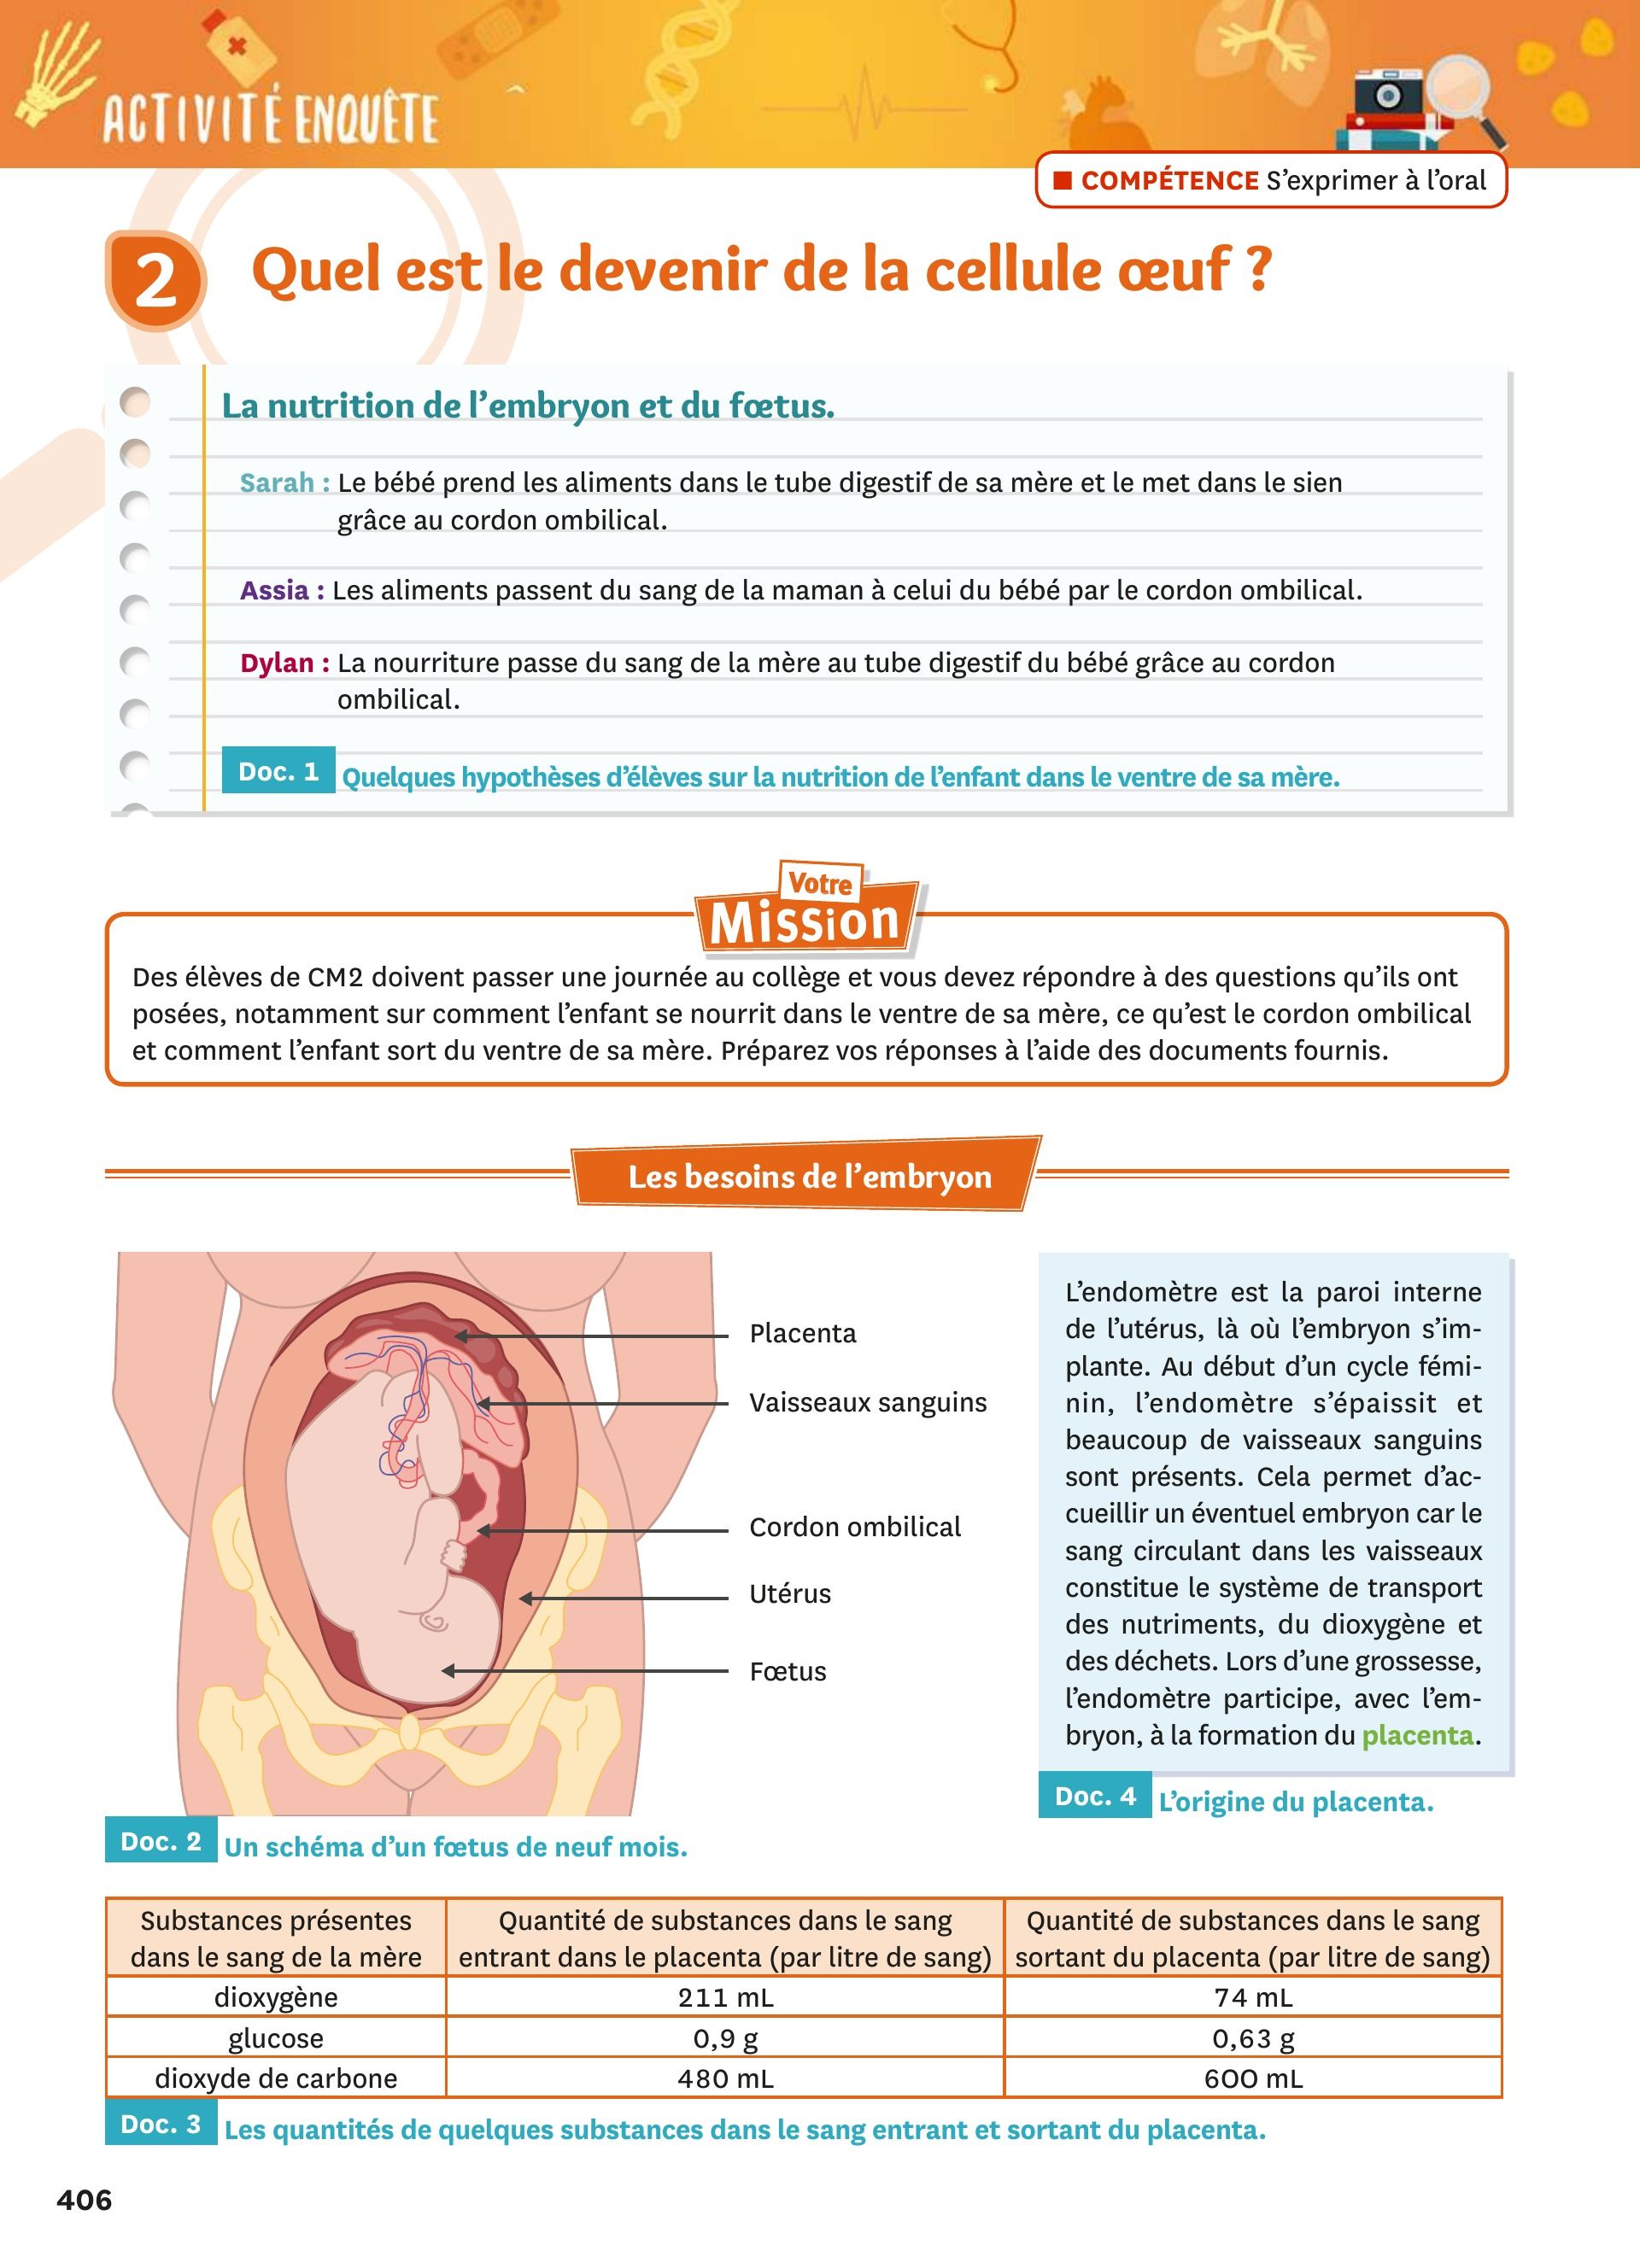 ACTIVITÉ ENQUÊTE
■ COMPÉTENCE S'exprimer à l'oral
2 Quel est le devenir de la cellule œuf ?
La nutrition de l'embryon et du fœtus.
Sarah : Le bébé prend les aliments dans le tube digestif de sa mère et le met dans le sien
grâce au cordon ombilical.
Assia : Les aliments passent du sang de la maman à celui du bébé par le cordon ombilical.
Dylan : La nourriture passe du sang de la mère au tube digestif du bébé grâce au cordon
ombilical.
Doc. 1 Quelques hypothèses d'élèves sur la nutrition de l'enfant dans le ventre de sa mère.
Votre
Mission
Des élèves de CM2 doivent passer une journée au collège et vous devez répondre à des questions qu'ils ont
posées, notamment sur comment l'enfant se nourrit dans le ventre de sa mère, ce qu'est le cordon ombilical
et comment l'enfant sort du ventre de sa mère. Préparez vos réponses à l'aide des documents fournis.
Les besoins de l'embryon
Placenta
Vaisseaux sanguins
Cordon ombilical
Utérus
Fœtus
Doc. 2 Un schéma d'un fœtus de neuf mois.
L'endomètre est la paroi interne
de l'utérus, là où l'embryon s'im-
plante. Au début d'un cycle fémi-
nin, l'endomètre s'épaissit et
beaucoup de vaisseaux sanguins
sont présents. Cela permet d'ac-
cueillir un éventuel embryon car le
sang circulant dans les vaisseaux
constitue le système de transport
des nutriments, du dioxygène et
des déchets. Lors d'une grossesse,
l'endomètre participe, avec l'em-
bryon, à la formation du placenta.
Doc. 4 L'origine du placenta.
Substances présentes
dans le sang de la mère
Quantité de substances dans le sang
entrant dans le placenta (par litre de sang)
Quantité de substances dans le sang
sortant du placenta (par litre de sang)
dioxygène 211 mL 74 mL
glucose 0,9 g 0,63 g
dioxyde de carbone 480 mL 600 mL
Doc. 3 Les quantités de quelques substances dans le sang entrant et sortant du placenta.
406